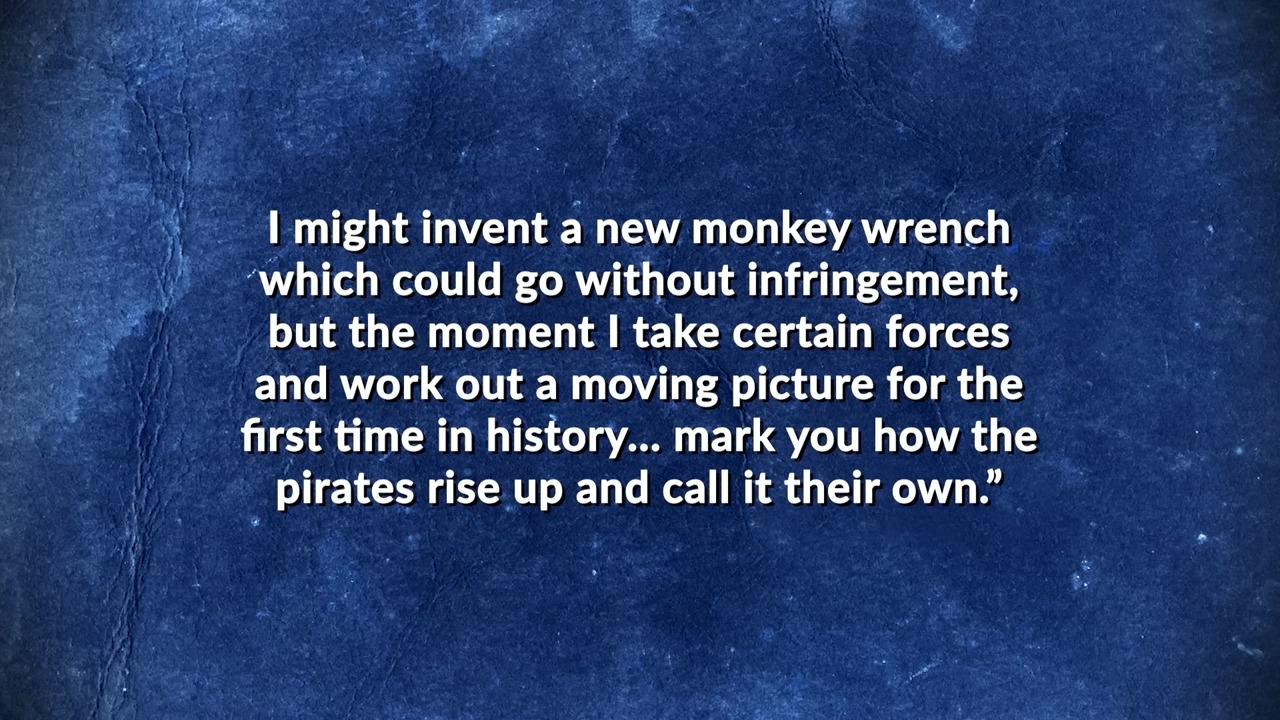 I might invent a new monkey wrench
which could go without infringement,
but the moment I take certain forces
and work out a moving picture for the
first time in history... mark you how the
pirates rise up and call it their own.”